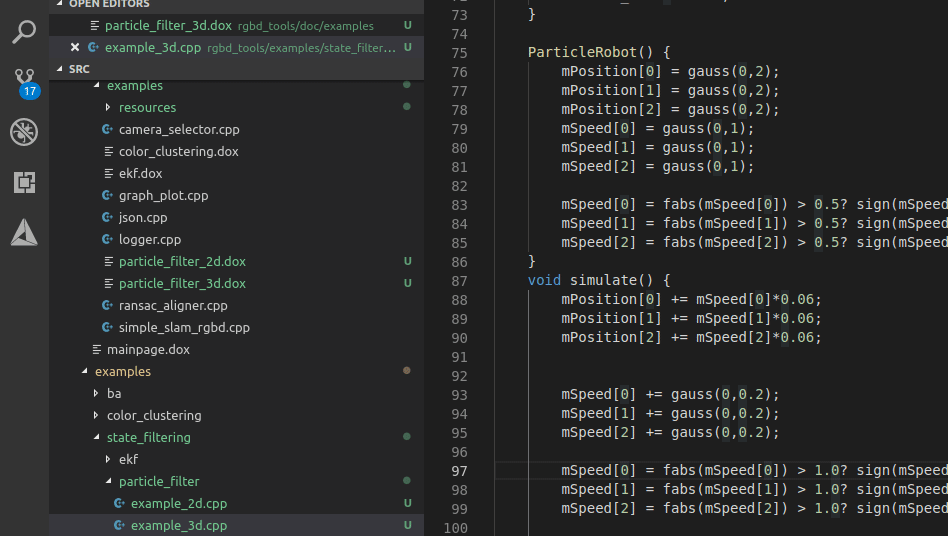 OPEN EDITORS
particle_filter_3d.dox rgbd_tools/doc/examples U
example_3d.cpp rgbd_tools/examples/state_filter... U
SRC
17
examples
resources
camera_selector.cpp
color_clustering.dox
ekf.dox
graph_plot.cpp
json.cpp
logger.cpp
particle_filter_2d.dox U
particle_filter_3d.dox U
ransac_aligner.cpp
simple_slam_rgbd.cpp
mainpage.dox
examples
ba
color_clustering
state_filtering
ekf
particle_filter
example_2d.cpp U
example_3d.cpp U
73 }
74
75 ParticleRobot() {
76 mPosition[0] = gauss(0,2);
77 mPosition[1] = gauss(0,2);
78 mPosition[2] = gauss(0,2);
79 mSpeed[0] = gauss(0,1);
80 mSpeed[1] = gauss(0,1);
81 mSpeed[2] = gauss(0,1);
82
83 mSpeed[0] = fabs(mSpeed[0]) > 0.5? sign(mSpeed
84 mSpeed[1] = fabs(mSpeed[1]) > 0.5? sign(mSpeed
85 mSpeed[2] = fabs(mSpeed[2]) > 0.5? sign(mSpeed
86 }
87 void simulate() {
88 mPosition[0] += mSpeed[0]*0.06;
89 mPosition[1] += mSpeed[1]*0.06;
90 mPosition[2] += mSpeed[2]*0.06;
91
92
93 mSpeed[0] += gauss(0,0.2);
94 mSpeed[1] += gauss(0,0.2);
95 mSpeed[2] += gauss(0,0.2);
96
97 mSpeed[0] = fabs(mSpeed[0]) > 1.0? sign(mSpeed
98 mSpeed[1] = fabs(mSpeed[1]) > 1.0? sign(mSpeed
99 mSpeed[2] = fabs(mSpeed[2]) > 1.0? sign(mSpeed
100